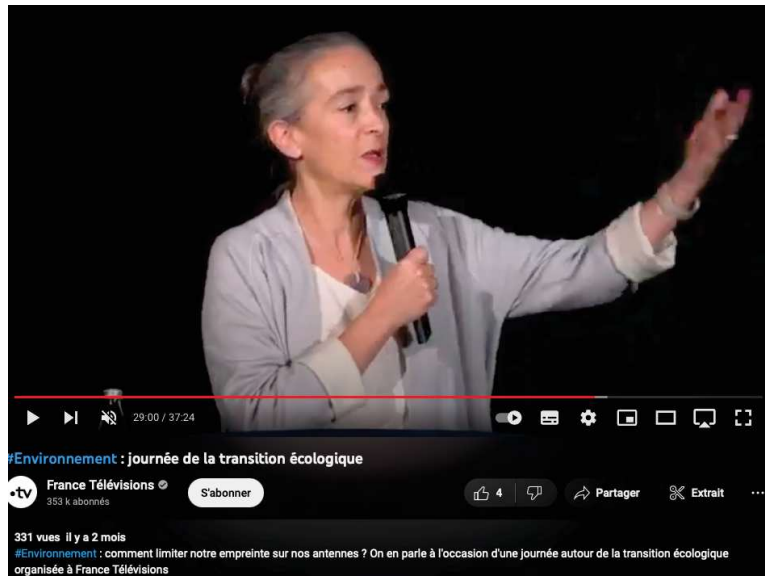 29:00 / 37:24
#Environnement : journée de la transition écologique
•tv
France Télévisions
353 k abonnés
S'abonner
4
Partager
Extrait
331 vues il y a 2 mois
#Environnement : comment limiter notre empreinte sur nos antennes ? On en parle à l'occasion d'une journée autour de la transition écologique
organisée à France Télévisions